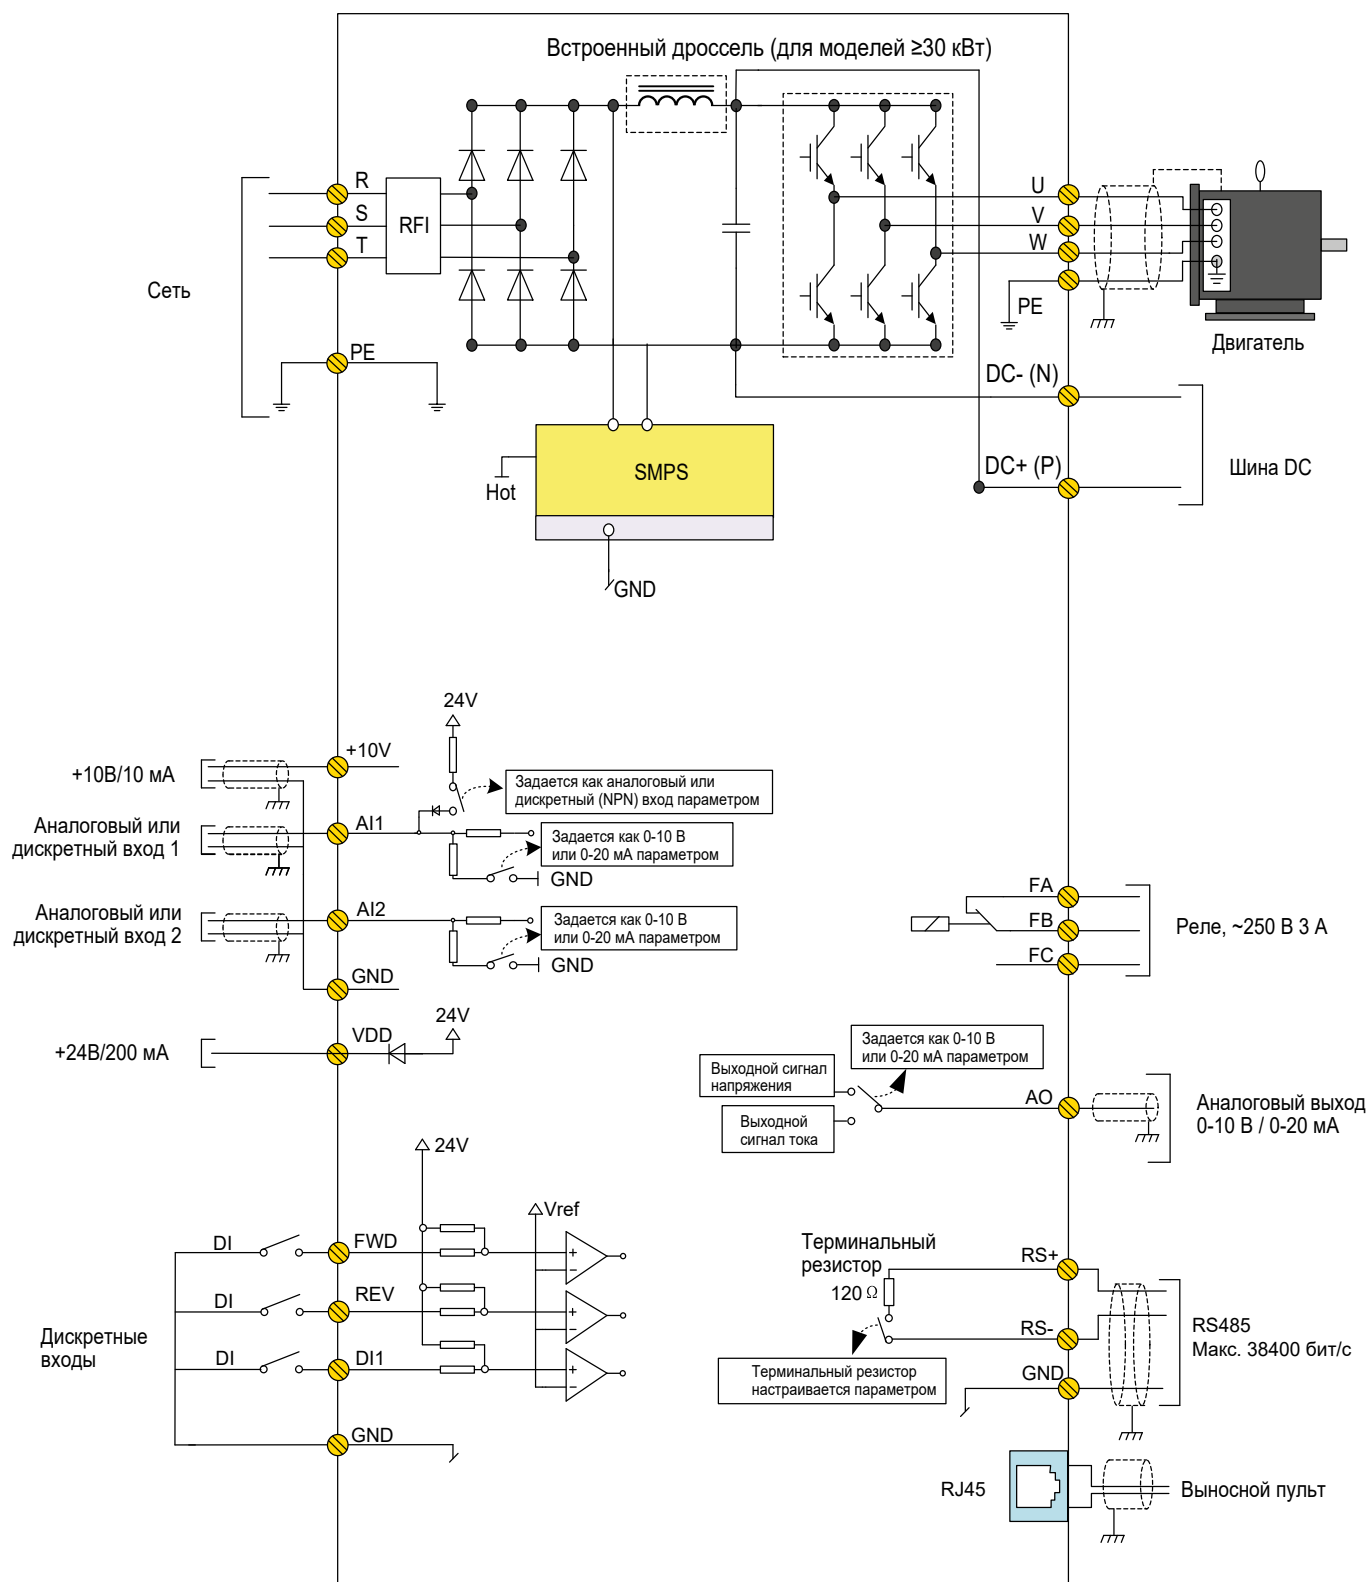 Встроенный дроссель (для моделей ≥30 кВт)
R
S
T
RFI
Сеть
PE
U
V
W
PE
Двигатель
DC- (N)
DC+ (P)
Шина DC
SMPS
Hot
GND
24V
+10V
+10В/10 мА
Задается как аналоговый или
дискретный (NPN) вход параметром
Аналоговый или
дискретный вход 1
AI1
Задается как 0-10 В
или 0-20 мА параметром
GND
Аналоговый или
дискретный вход 2
AI2
Задается как 0-10 В
или 0-20 мА параметром
GND
GND
FA
FB
FC
Реле, ~250 В 3 А
24V
VDD
+24В/200 мА
Задается как 0-10 В
или 0-20 мА параметром
Выходной сигнал
напряжения
Выходной
сигнал тока
AO
Аналоговый выход
0-10 В / 0-20 мА
24V
Vref
DI
FWD
+
−
DI
REV
+
−
DI
DI1
+
−
Дискретные
входы
GND
Терминальный
резистор
120 Ω
RS+
RS-
GND
RS485
Макс. 38400 бит/с
Терминальный резистор
настраивается параметром
RJ45
Выносной пульт